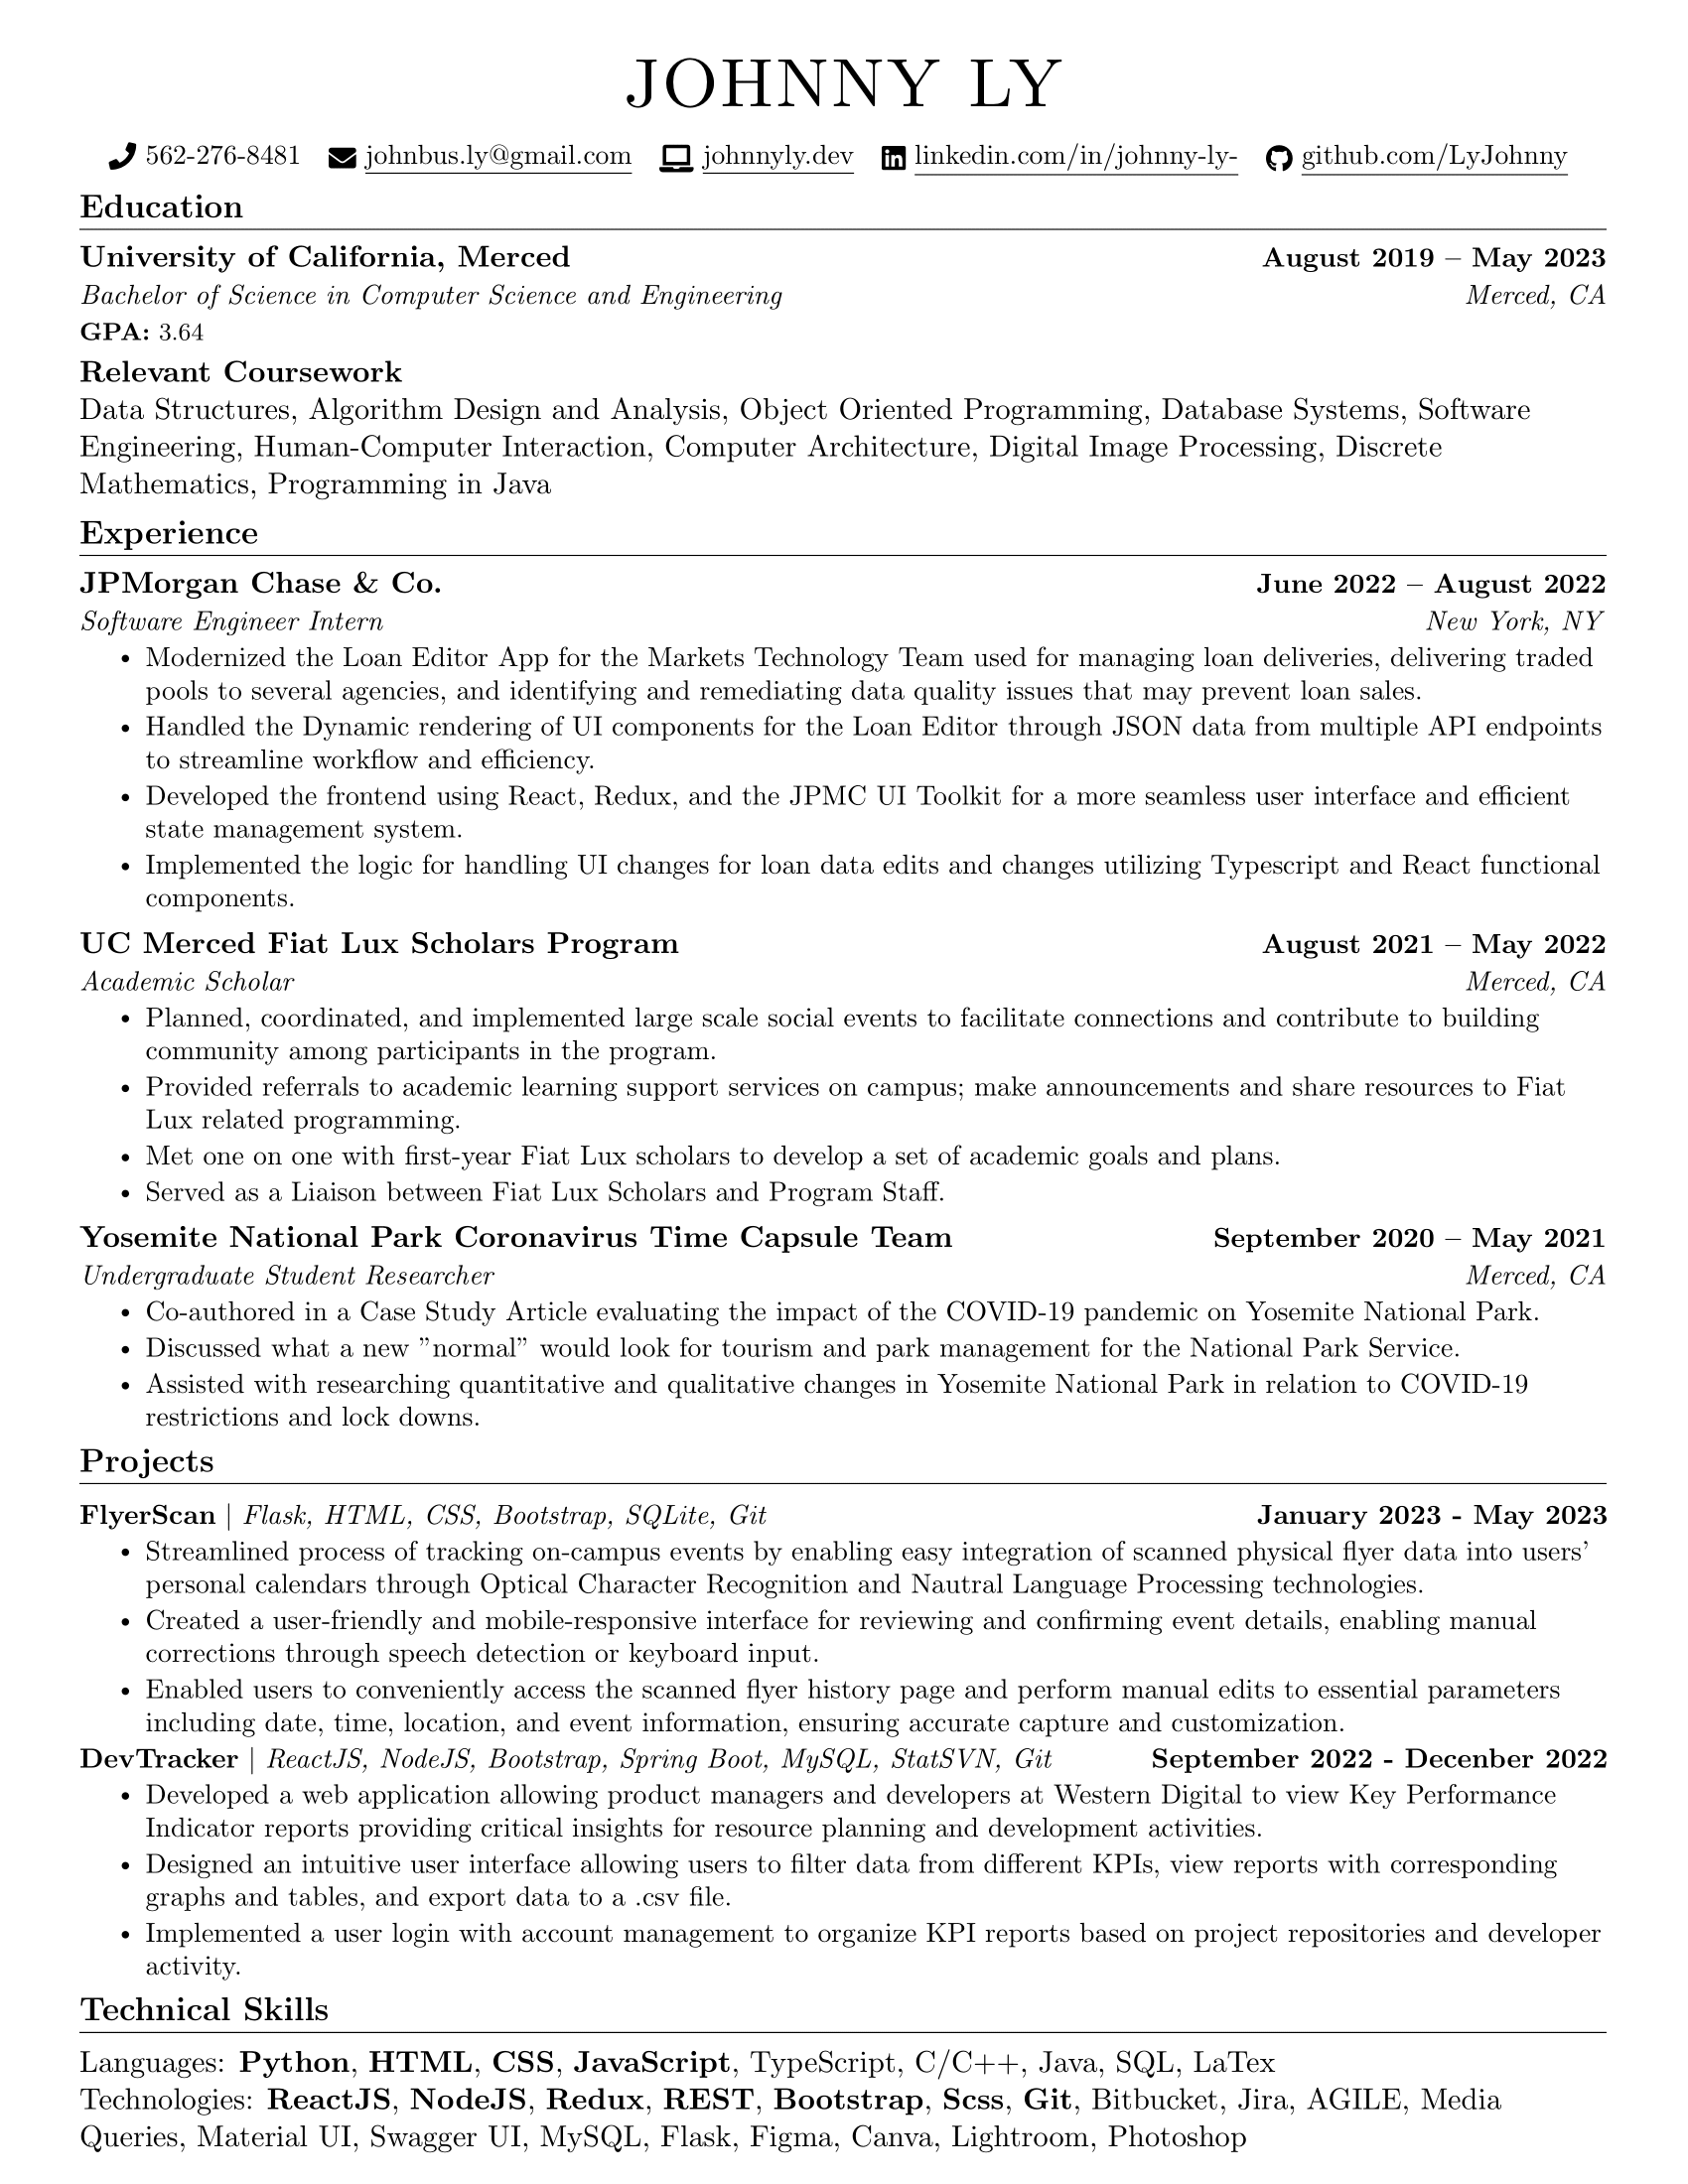 JOHNNY LY
562-276-8481 johnbus.ly@gmail.com johnnyly.dev linkedin.com/in/johnny-ly- github.com/LyJohnny
Education
University of California, Merced August 2019 – May 2023
Bachelor of Science in Computer Science and Engineering Merced, CA
GPA: 3.64
Relevant Coursework
Data Structures, Algorithm Design and Analysis, Object Oriented Programming, Database Systems, Software
Engineering, Human-Computer Interaction, Computer Architecture, Digital Image Processing, Discrete
Mathematics, Programming in Java
Experience
JPMorgan Chase & Co. June 2022 – August 2022
Software Engineer Intern New York, NY
• Modernized the Loan Editor App for the Markets Technology Team used for managing loan deliveries, delivering traded
pools to several agencies, and identifying and remediating data quality issues that may prevent loan sales.
• Handled the Dynamic rendering of UI components for the Loan Editor through JSON data from multiple API endpoints
to streamline workflow and efficiency.
• Developed the frontend using React, Redux, and the JPMC UI Toolkit for a more seamless user interface and efficient
state management system.
• Implemented the logic for handling UI changes for loan data edits and changes utilizing Typescript and React functional
components.
UC Merced Fiat Lux Scholars Program August 2021 – May 2022
Academic Scholar Merced, CA
• Planned, coordinated, and implemented large scale social events to facilitate connections and contribute to building
community among participants in the program.
• Provided referrals to academic learning support services on campus; make announcements and share resources to Fiat
Lux related programming.
• Met one on one with first-year Fiat Lux scholars to develop a set of academic goals and plans.
• Served as a Liaison between Fiat Lux Scholars and Program Staff.
Yosemite National Park Coronavirus Time Capsule Team September 2020 – May 2021
Undergraduate Student Researcher Merced, CA
• Co-authored in a Case Study Article evaluating the impact of the COVID-19 pandemic on Yosemite National Park.
• Discussed what a new ”normal” would look for tourism and park management for the National Park Service.
• Assisted with researching quantitative and qualitative changes in Yosemite National Park in relation to COVID-19
restrictions and lock downs.
Projects
FlyerScan | Flask, HTML, CSS, Bootstrap, SQLite, Git January 2023 - May 2023
• Streamlined process of tracking on-campus events by enabling easy integration of scanned physical flyer data into users’
personal calendars through Optical Character Recognition and Nautral Language Processing technologies.
• Created a user-friendly and mobile-responsive interface for reviewing and confirming event details, enabling manual
corrections through speech detection or keyboard input.
• Enabled users to conveniently access the scanned flyer history page and perform manual edits to essential parameters
including date, time, location, and event information, ensuring accurate capture and customization.
DevTracker | ReactJS, NodeJS, Bootstrap, Spring Boot, MySQL, StatSVN, Git September 2022 - Decenber 2022
• Developed a web application allowing product managers and developers at Western Digital to view Key Performance
Indicator reports providing critical insights for resource planning and development activities.
• Designed an intuitive user interface allowing users to filter data from different KPIs, view reports with corresponding
graphs and tables, and export data to a .csv file.
• Implemented a user login with account management to organize KPI reports based on project repositories and developer
activity.
Technical Skills
Languages: Python, HTML, CSS, JavaScript, TypeScript, C/C++, Java, SQL, LaTex
Technologies: ReactJS, NodeJS, Redux, REST, Bootstrap, Scss, Git, Bitbucket, Jira, AGILE, Media
Queries, Material UI, Swagger UI, MySQL, Flask, Figma, Canva, Lightroom, Photoshop